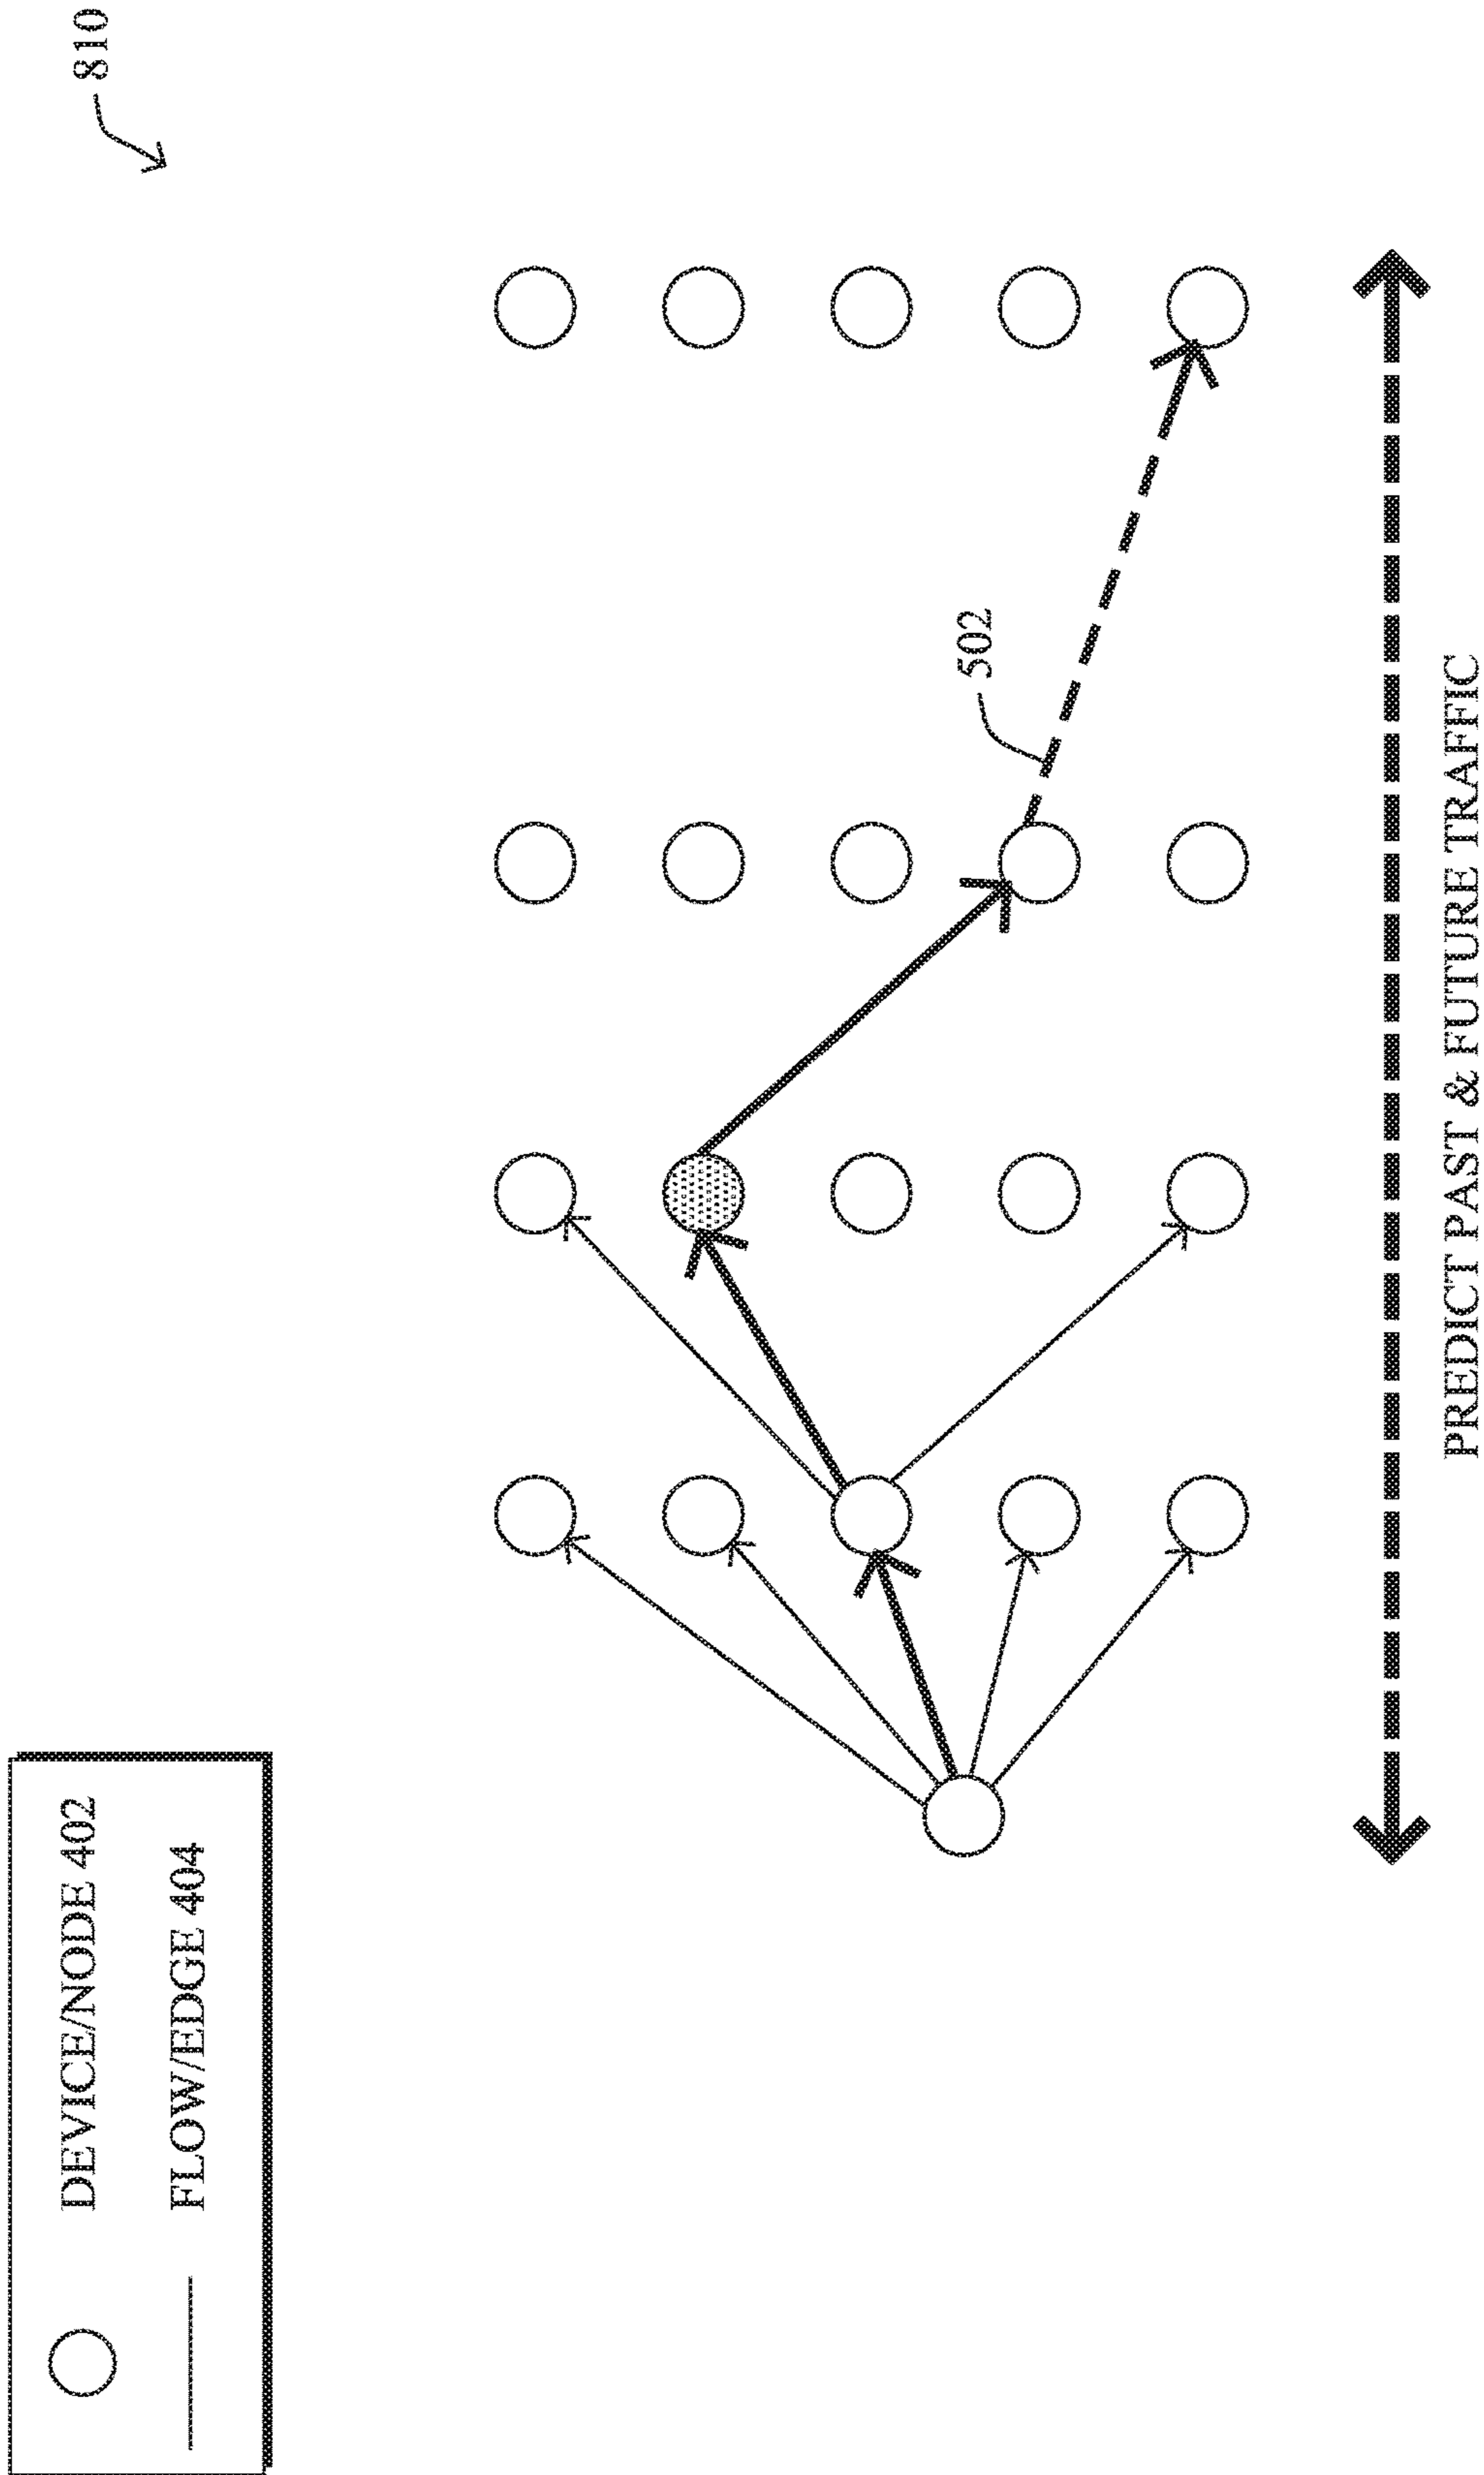 810
DEVICE/NODE 402
FLOW/EDGE 404
502
PREDICT PAST & FUTURE TRAFFIC